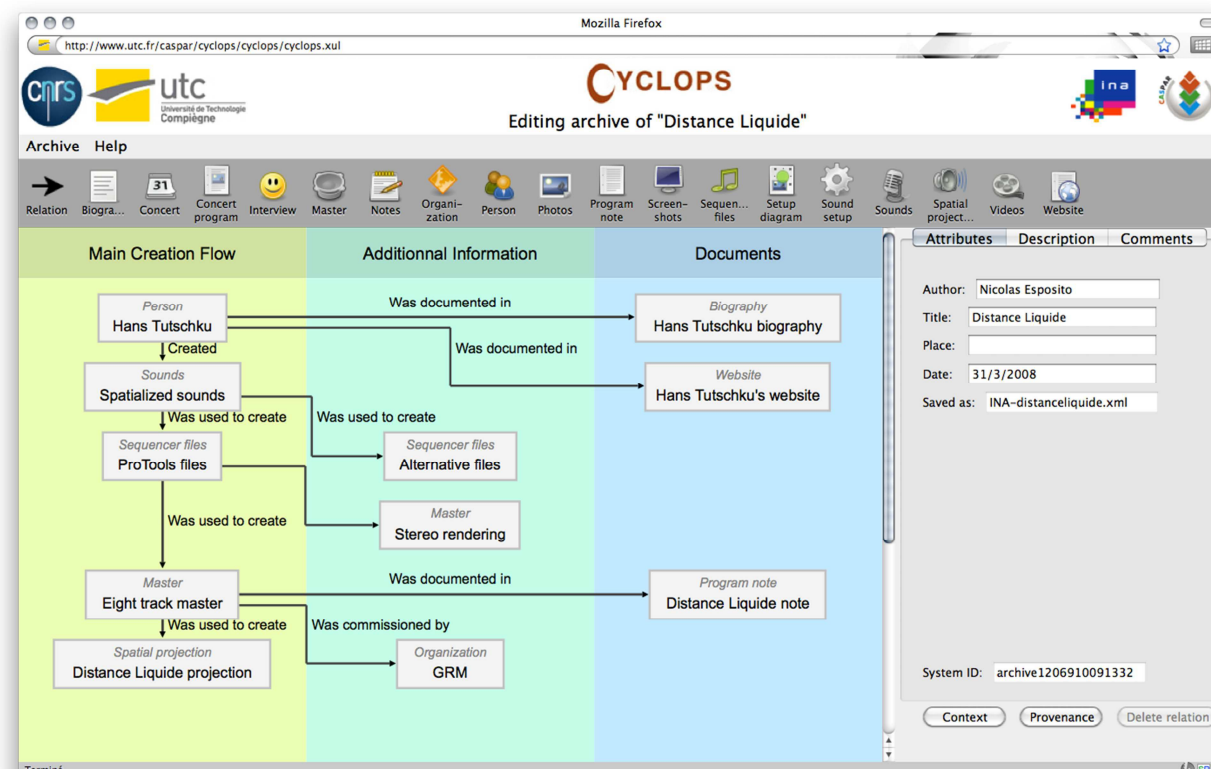 Mozilla Firefox
http://www.utc.fr/caspar/cyclops/cyclops/cyclops.xul
cnrs
utc
Université de Technologie
Compiègne
CYCLOPS
Editing archive of "Distance Liquide"
ina
CASPAR
Archive Help
Relation
Biogra...
31
Concert
Concert
program
Interview
Master
Notes
Organi-
zation
Person
Photos
Program
note
Screen-
shots
Sequen...
files
Setup
diagram
Sound
setup
Sounds
Spatial
project...
Videos
Website
Main Creation Flow
Additionnal Information
Documents
Person
Hans Tutschku
Was documented in
Biography
Hans Tutschku biography
Created
Was documented in
Sounds
Spatialized sounds
Website
Hans Tutschku's website
Was used to create
Was used to create
Sequencer files
ProTools files
Sequencer files
Alternative files
Was used to create
Master
Stereo rendering
Master
Eight track master
Was documented in
Program note
Distance Liquide note
Was used to create
Was commissioned by
Spatial projection
Distance Liquide projection
Organization
GRM
Attributes Description Comments
Author: Nicolas Esposito
Title: Distance Liquide
Place:
Date: 31/3/2008
Saved as: INA-distanceliquide.xml
System ID: archive1206910091332
Context Provenance Delete relation
Terminé